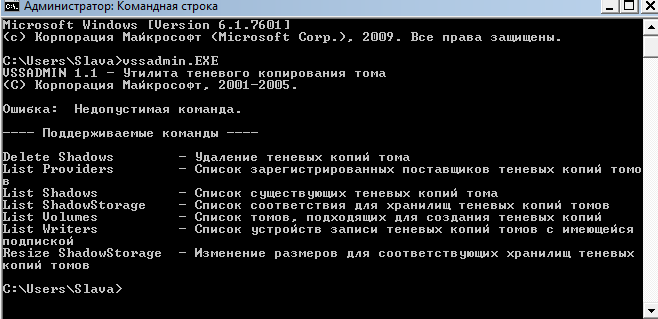 Администратор: Командная строка
Microsoft Windows [Version 6.1.7601]
(c) Корпорация Майкрософт (Microsoft Corp.), 2009. Все права защищены.
C:\Users\Slava>vssadmin.EXE
VSSADMIN 1.1 - Утилита теневого копирования тома
(C) Корпорация Майкрософт, 2001-2005.
Ошибка:  Недопустимая команда.
---- Поддерживаемые команды ----
Delete Shadows        - Удаление теневых копий тома
List Providers        - Список зарегистрированных поставщиков теневых копий томо
в
List Shadows          - Список существующих теневых копий тома
List ShadowStorage    - Список соответствия для хранилищ теневых копий томов
List Volumes          - Список томов, подходящих для создания теневых копий
List Writers          - Список устройств записи теневых копий томов с имеющейся
подпиской
Resize ShadowStorage  - Изменение размеров для соответствующих хранилищ теневых
копий томов
C:\Users\Slava>